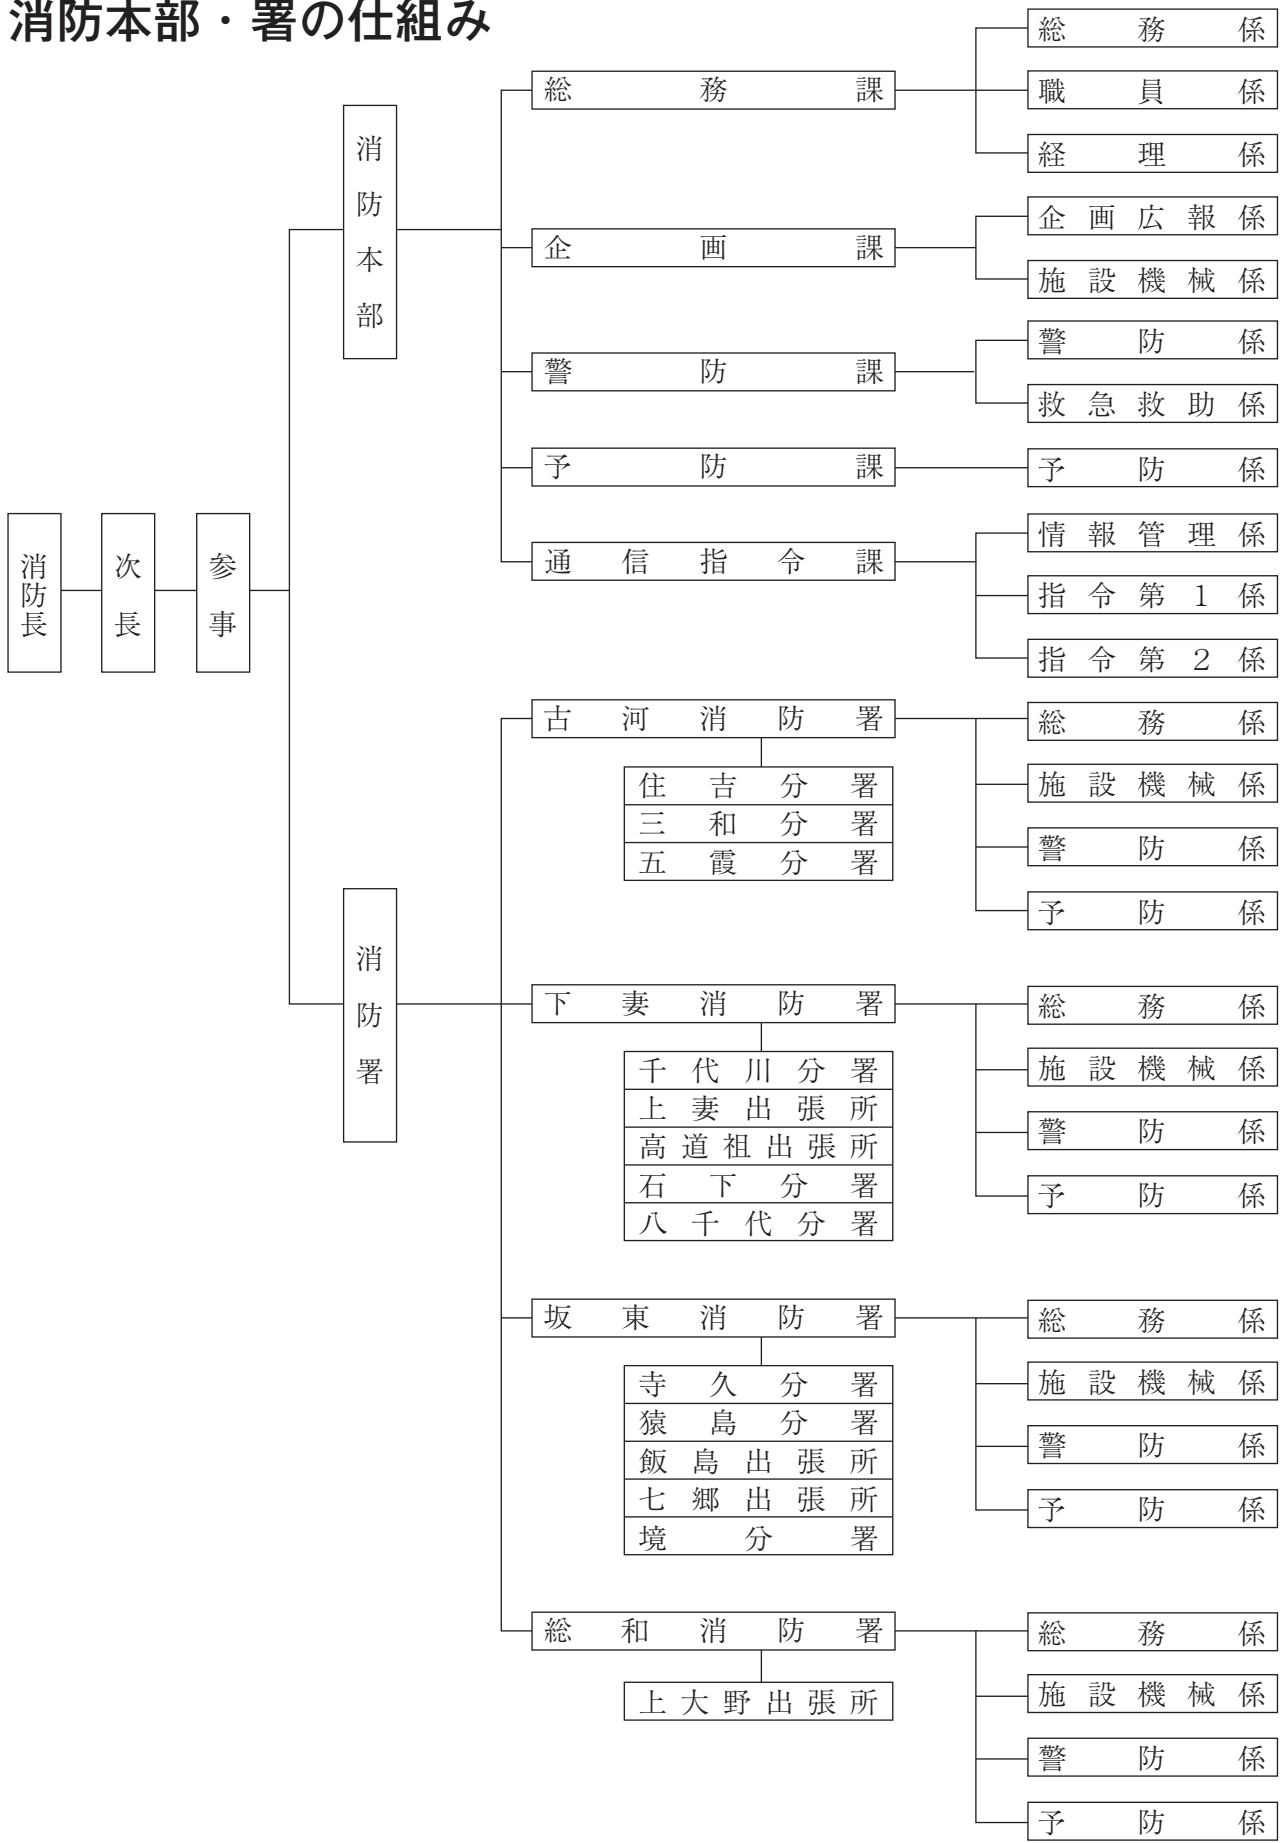 消防本部・署の仕組み
消防長
次長
参事
消防本部
総務課
総務係
職員係
経理係
企画課
企画広報係
施設機械係
警防課
警防係
救急救助係
予防課
予防係
通信指令課
情報管理係
指令第1係
指令第2係
消防署
古河消防署
住吉分署
三和分署
五霞分署
総務係
施設機械係
警防係
予防係
下妻消防署
千代川分署
上妻出張所
高道祖出張所
石下分署
八千代分署
総務係
施設機械係
警防係
予防係
坂東消防署
寺久分署
猿島分署
飯島出張所
七郷出張所
境分署
総務係
施設機械係
警防係
予防係
総和消防署
上大野出張所
総務係
施設機械係
警防係
予防係